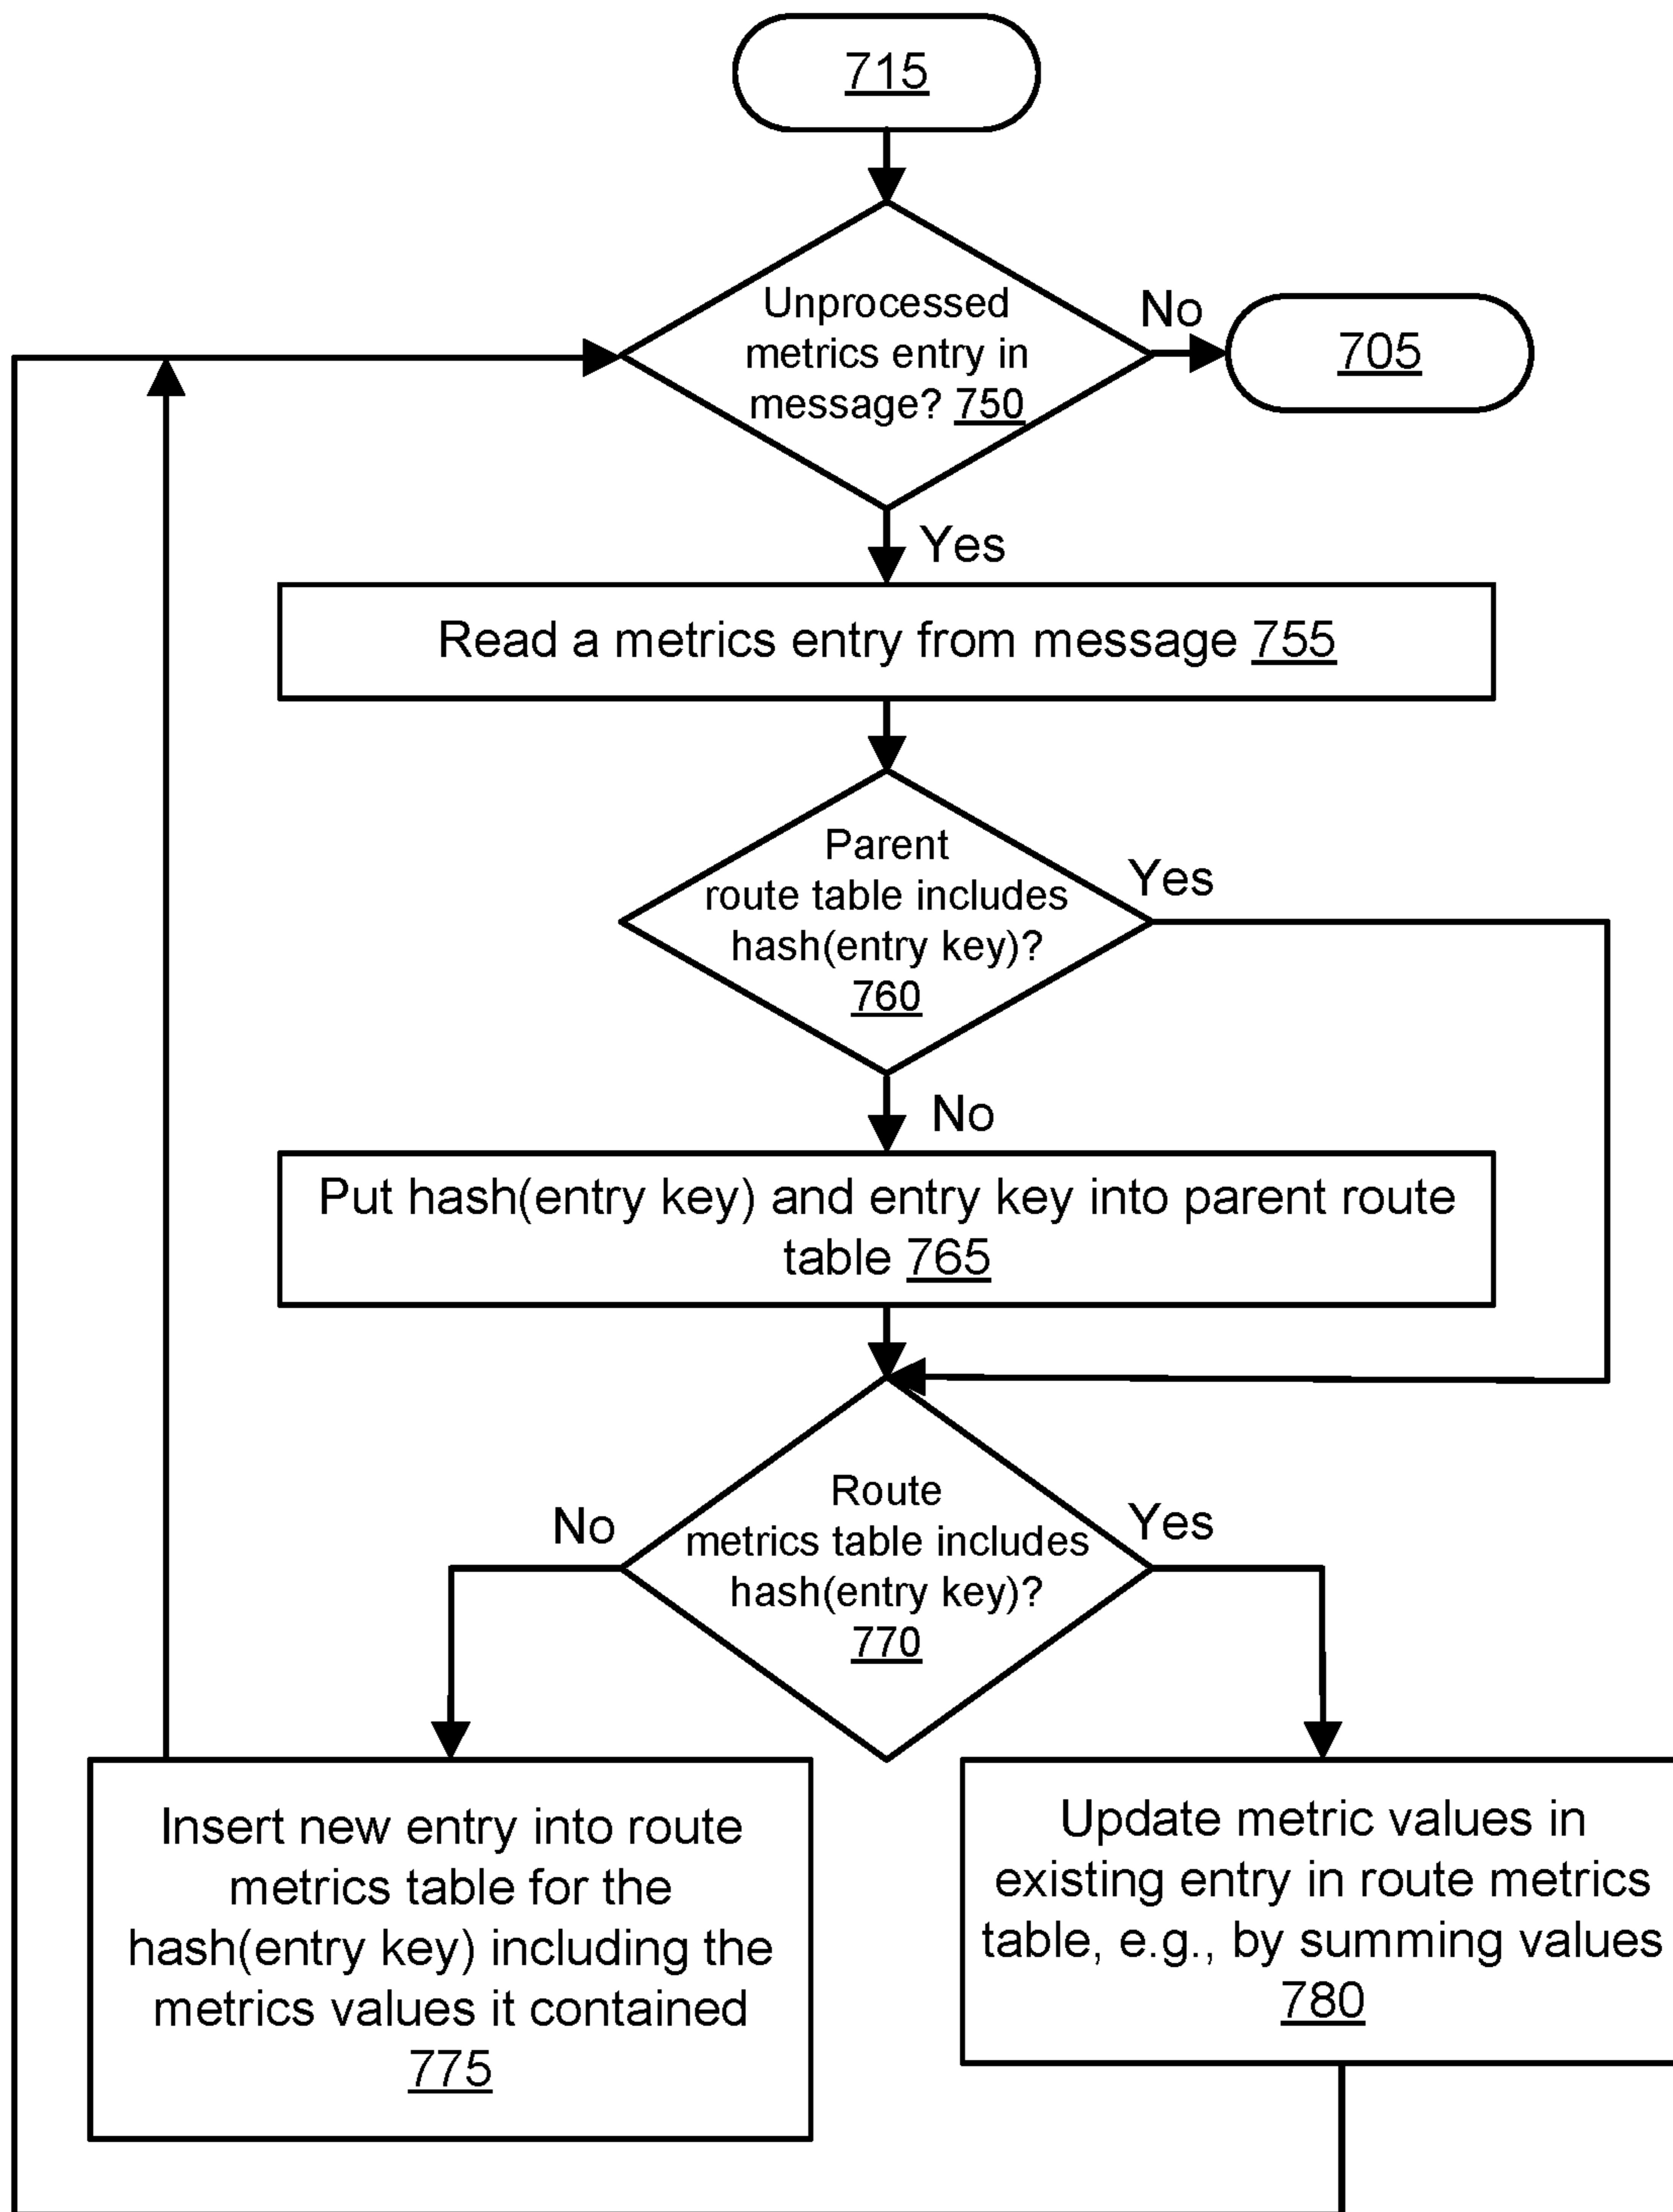 715
Unprocessed
metrics entry in
message? 750
No
705
Yes
Read a metrics entry from message 755
Parent
route table includes
hash(entry key)?
760
Yes
No
Put hash(entry key) and entry key into parent route
table 765
Route
metrics table includes
hash(entry key)?
770
No
Yes
Insert new entry into route
metrics table for the
hash(entry key) including the
metrics values it contained
775
Update metric values in
existing entry in route metrics
table, e.g., by summing values
780